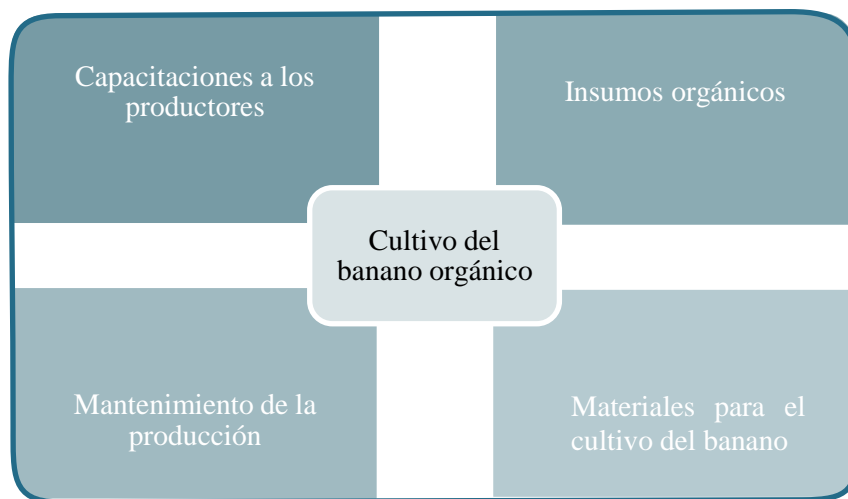 Capacitaciones a los
productores
Insumos orgánicos
Cultivo del
banano orgánico
Mantenimiento de la
producción
Materiales para el
cultivo del banano